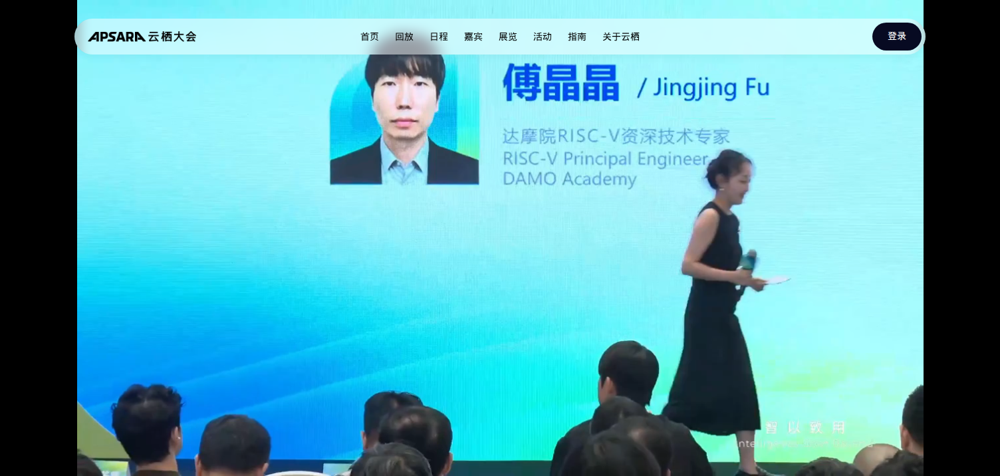 APSARA 云栖大会
首页 回放 日程 嘉宾 展览 活动 指南 关于云栖
登录
傅晶晶 / Jingjing Fu
达摩院RISC-V资深技术专家
RISC-V Principal Engineer
DAMO Academy
智以致用